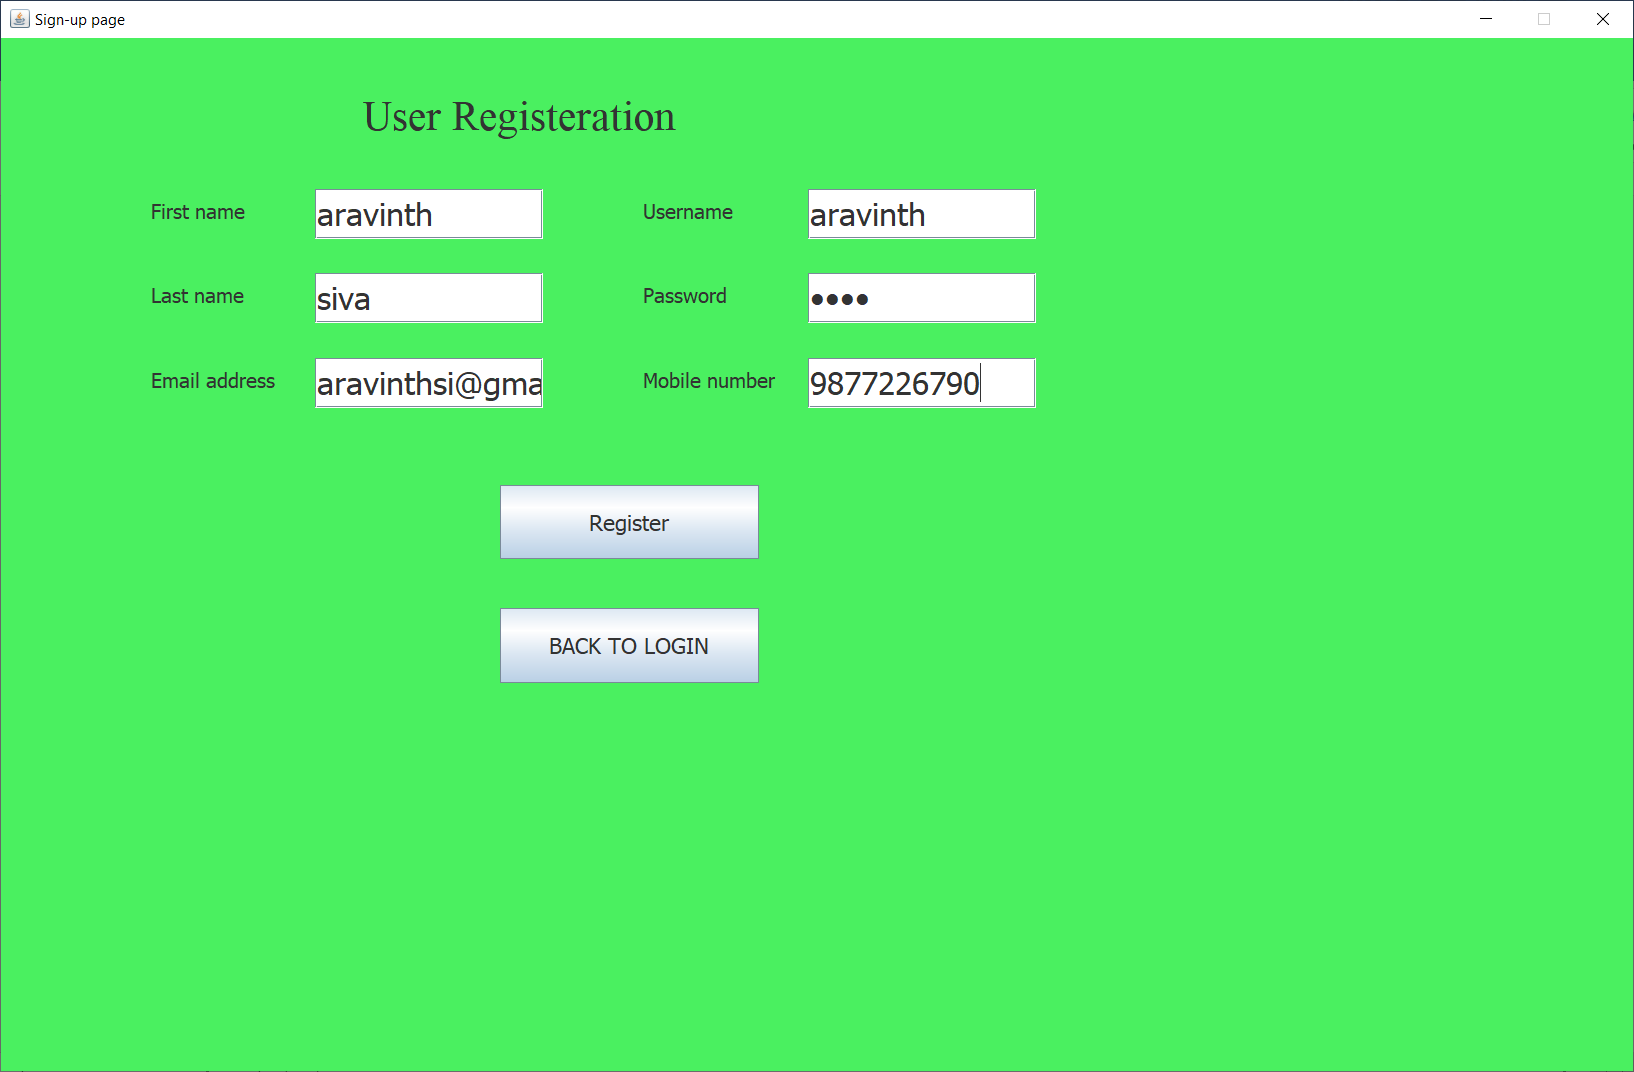 Sign-up page
User Registeration
First name aravinth Username aravinth
Last name siva Password ••••
Email address aravinthsi@gma Mobile number 9877226790
Register
BACK TO LOGIN